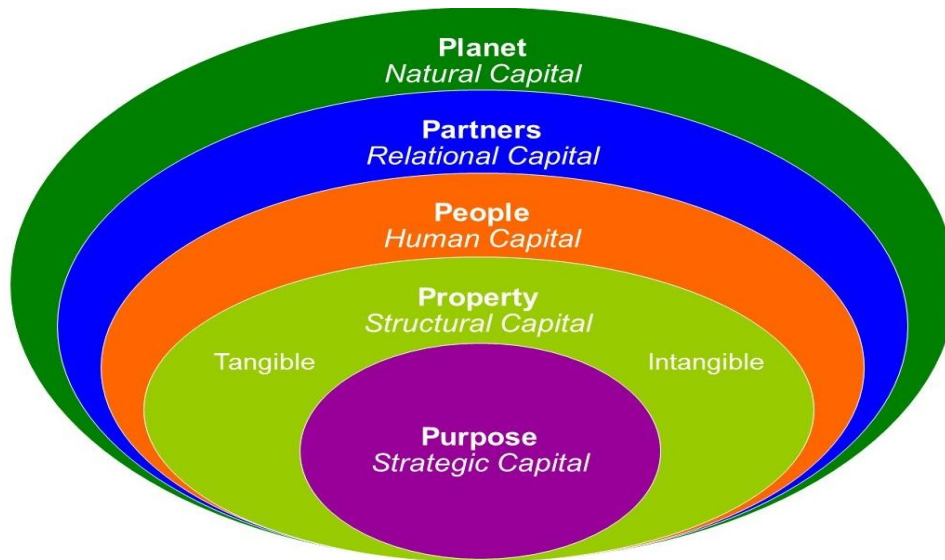 Planet
Natural Capital
Partners
Relational Capital
People
Human Capital
Property
Structural Capital
Tangible
Intangible
Purpose
Strategic Capital